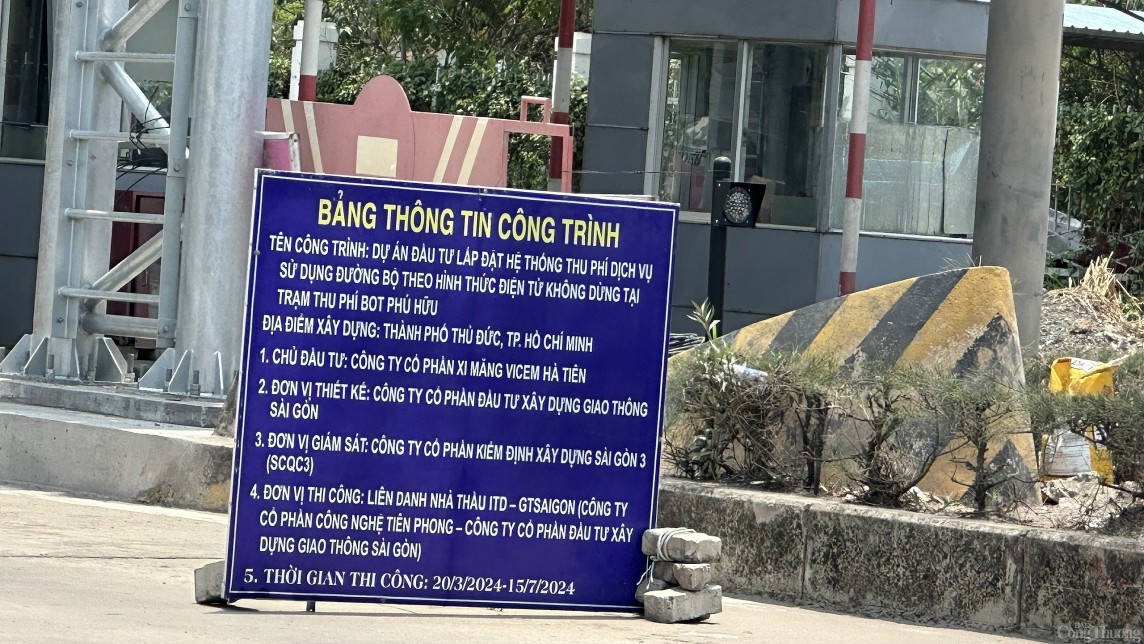 BẢNG THÔNG TIN CÔNG TRÌNH
TÊN CÔNG TRÌNH: DỰ ÁN ĐẦU TƯ LẮP ĐẶT HỆ THỐNG THU PHÍ DỊCH VỤ
SỬ DỤNG ĐƯỜNG BỘ THEO HÌNH THỨC ĐIỆN TỬ KHÔNG DỪNG TẠI
TRẠM THU PHÍ BOT PHÚ HỮU
ĐỊA ĐIỂM XÂY DỰNG: THÀNH PHỐ THỦ ĐỨC, TP. HỒ CHÍ MINH
1. CHỦ ĐẦU TƯ: CÔNG TY CỔ PHẦN XI MĂNG VICEM HÀ TIÊN
2. ĐƠN VỊ THIẾT KẾ: CÔNG TY CỔ PHẦN ĐẦU TƯ XÂY DỰNG GIAO THÔNG
SÀI GÒN
3. ĐƠN VỊ GIÁM SÁT: CÔNG TY CỔ PHẦN KIỂM ĐỊNH XÂY DỰNG SÀI GÒN 3
(SCQC3)
4. ĐƠN VỊ THI CÔNG: LIÊN DANH NHÀ THẦU ITD – GTSAIGON (CÔNG TY
CỔ PHẦN CÔNG NGHỆ TIÊN PHONG – CÔNG TY CỔ PHẦN ĐẦU TƯ XÂY
DỰNG GIAO THÔNG SÀI GÒN)
5. THỜI GIAN THI CÔNG: 20/3/2024-15/7/2024
Công Thương